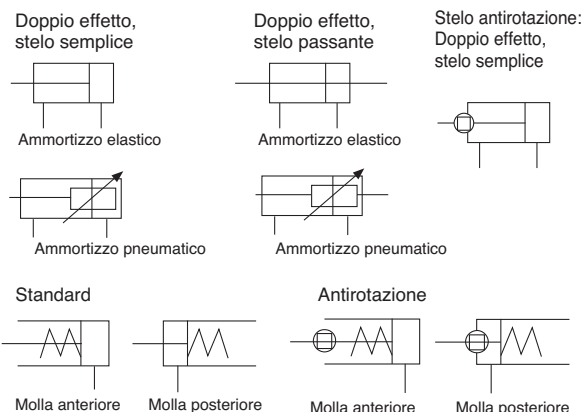 Doppio effetto,
stelo semplice
Ammortizzo elastico
Ammortizzo pneumatico
Doppio effetto,
stelo passante
Ammortizzo elastico
Ammortizzo pneumatico
Stelo antirotazione:
Doppio effetto,
stelo semplice
Standard
Molla anteriore
Molla posteriore
Antirotazione
Molla anteriore
Molla posteriore